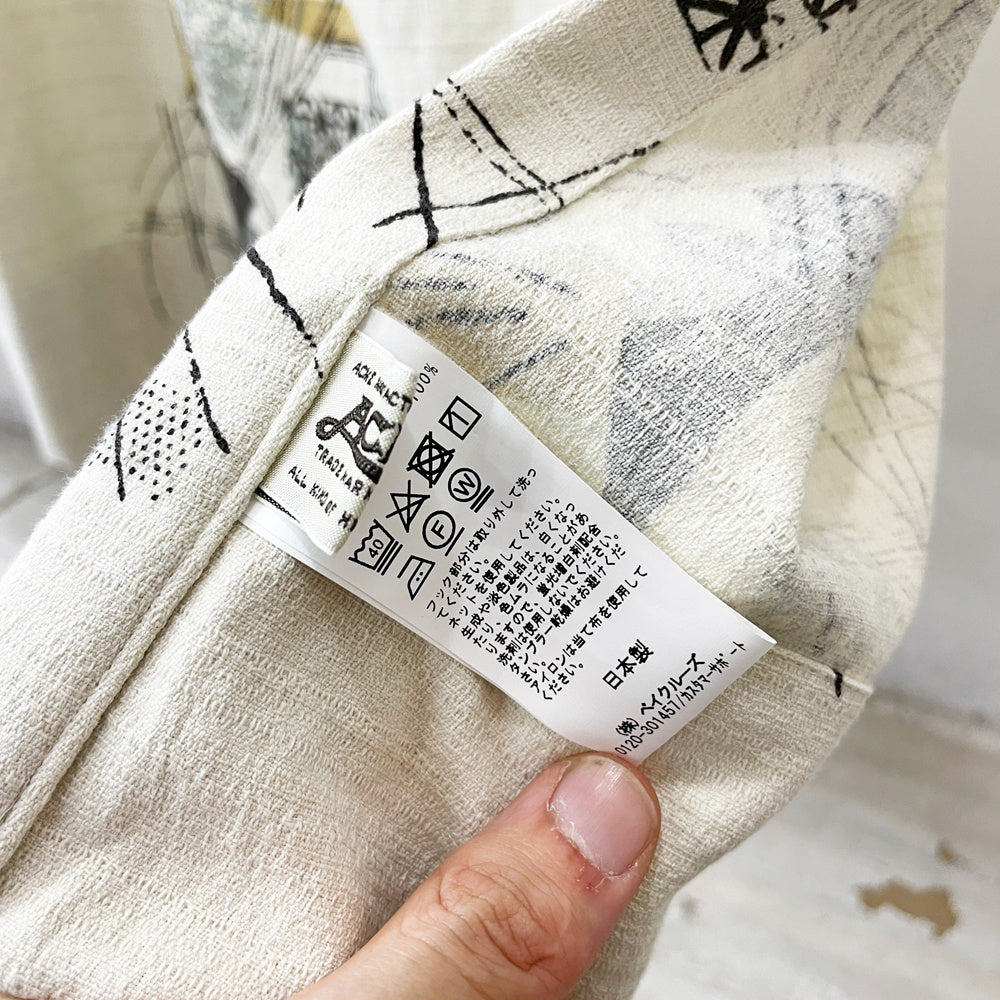 ACME
AC
TRADEMAR
ALL KIND OF
100%
40
F
W
フック部分は取り外して洗っ
てください。
ネットを使用してください。
生成や淡色製品は、白くなっ
たり、色ムラになることがあ
りますので、蛍光増白剤配合
洗剤は使用しないでください。
タンブラー乾燥はお避けくだ
さい。
アイロンは当て布を使用して
ください。
日本製
(株)ベイクルーズ
0120-301457/カスタマーサポート